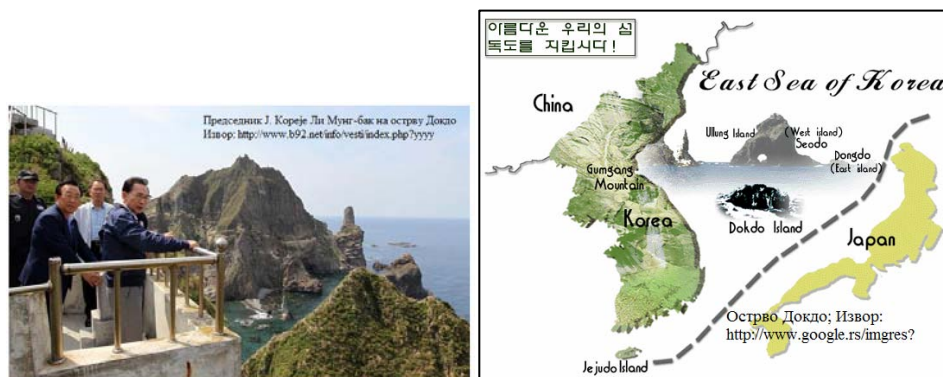 Председник Ј. Кореје Ли Мунг-бак на острву Докдо
Извор: http://www.b92.net/info/vesti/index.php?yyyy
아름다운 우리의 섬
독도를 지킵시다!
East Sea of Korea
China
Ullung Island
(West island)
Seodo
Dongdo
(East island)
Gumgang
Mountain
Korea
Dokdo Island
Japan
Острво Докдо; Извор:
http://www.google.rs/imgres?
Jejudo Island